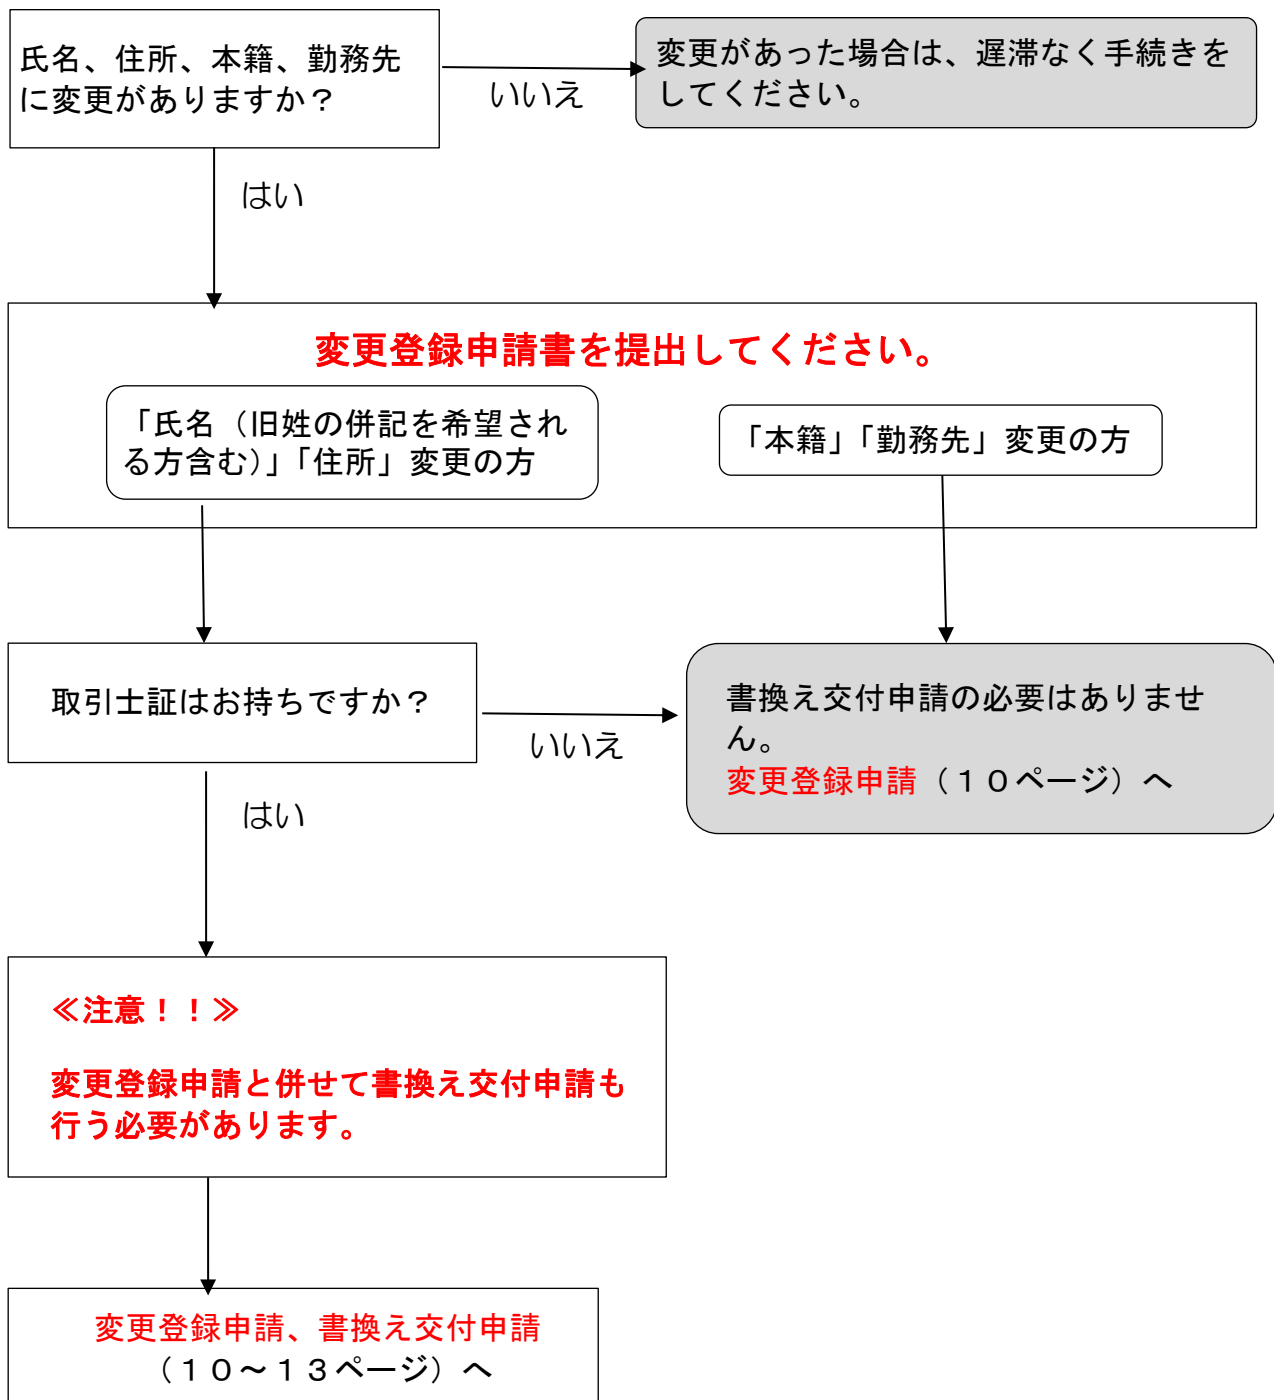 氏名、住所、本籍、勤務先
に変更がありますか？
いいえ
変更があった場合は、遅滞なく手続きを
してください。
はい
変更登録申請書を提出してください。
「氏名（旧姓の併記を希望され
る方含む）」「住所」変更の方
「本籍」「勤務先」変更の方
取引士証はお持ちですか？
いいえ
書換え交付申請の必要はありませ
ん。
変更登録申請（１０ページ）へ
はい
≪注意！！≫
変更登録申請と併せて書換え交付申請も
行う必要があります。
変更登録申請、書換え交付申請
（１０～１３ページ）へ